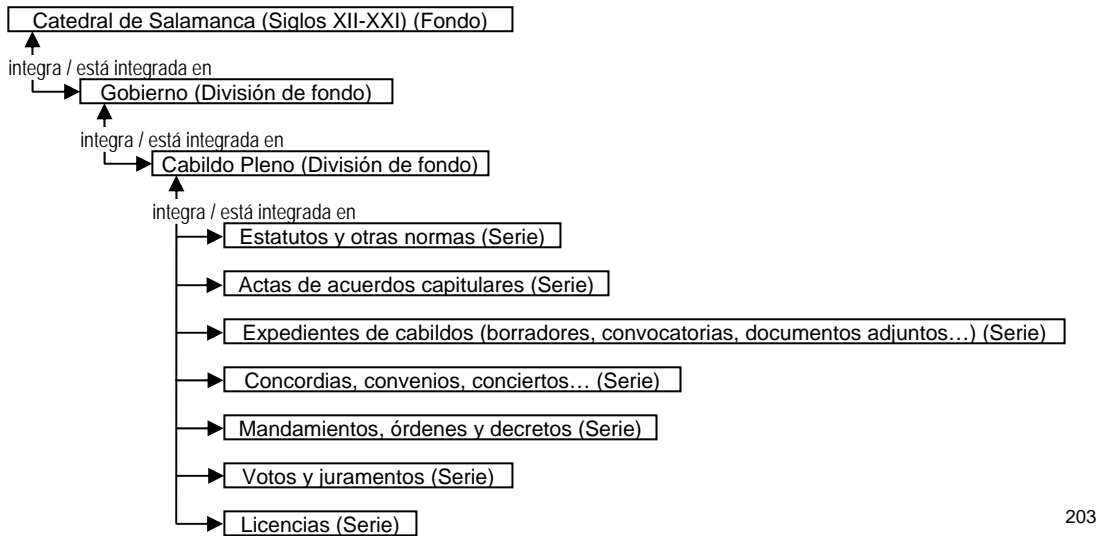 Catedral de Salamanca (Siglos XII-XXI) (Fondo)
integra / está integrada en
Gobierno (División de fondo)
integra / está integrada en
Cabildo Pleno (División de fondo)
integra / está integrada en
Estatutos y otras normas (Serie)
Actas de acuerdos capitulares (Serie)
Expedientes de cabildos (borradores, convocatorias, documentos adjuntos…) (Serie)
Concordias, convenios, conciertos… (Serie)
Mandamientos, órdenes y decretos (Serie)
Votos y juramentos (Serie)
Licencias (Serie)
203